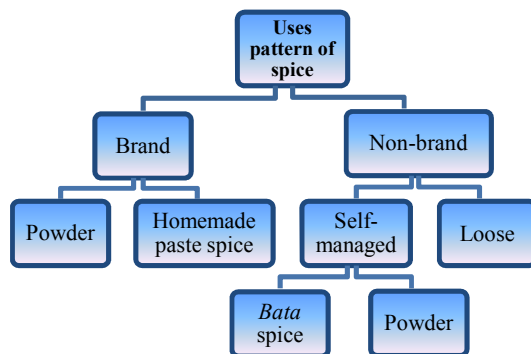 Uses
pattern of
spice
Brand
Non-brand
Powder
Homemade
paste spice
Self-
managed
Loose
Bata
spice
Powder